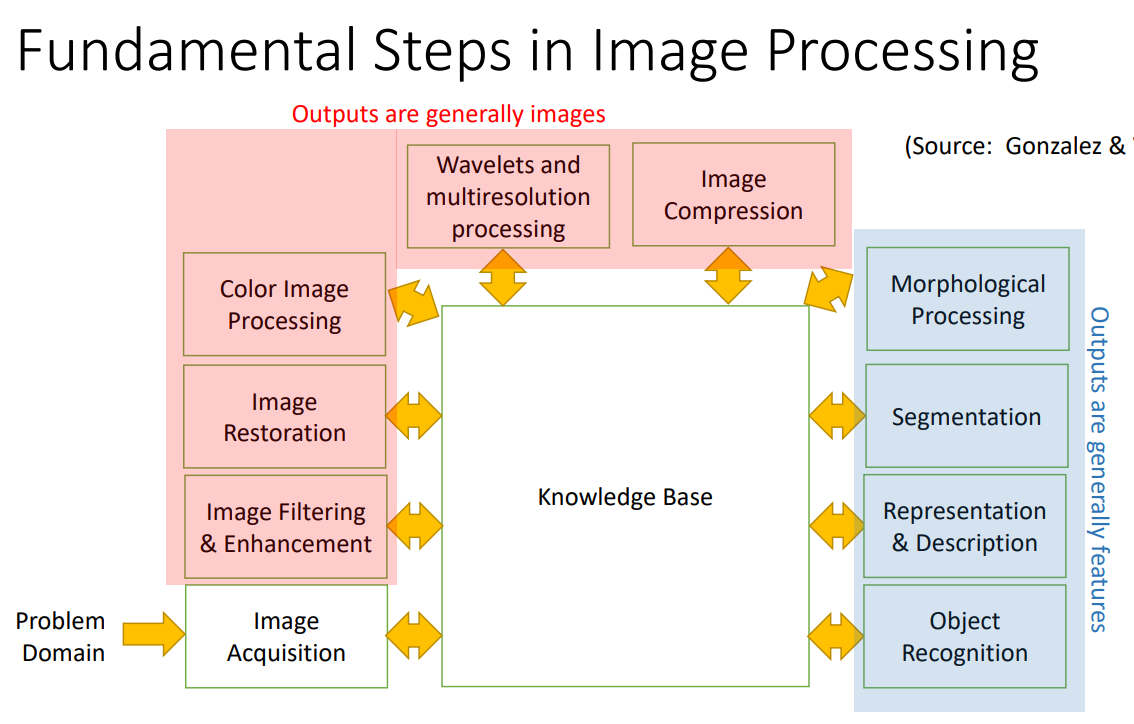 Fundamental Steps in Image Processing
Outputs are generally images
(Source: Gonzalez &
Wavelets and
multiresolution
processing
Image
Compression
Color Image
Processing
Morphological
Processing
Image
Restoration
Segmentation
Knowledge Base
Image Filtering
& Enhancement
Representation
& Description
Problem
Domain
Image
Acquisition
Object
Recognition
Outputs are generally features